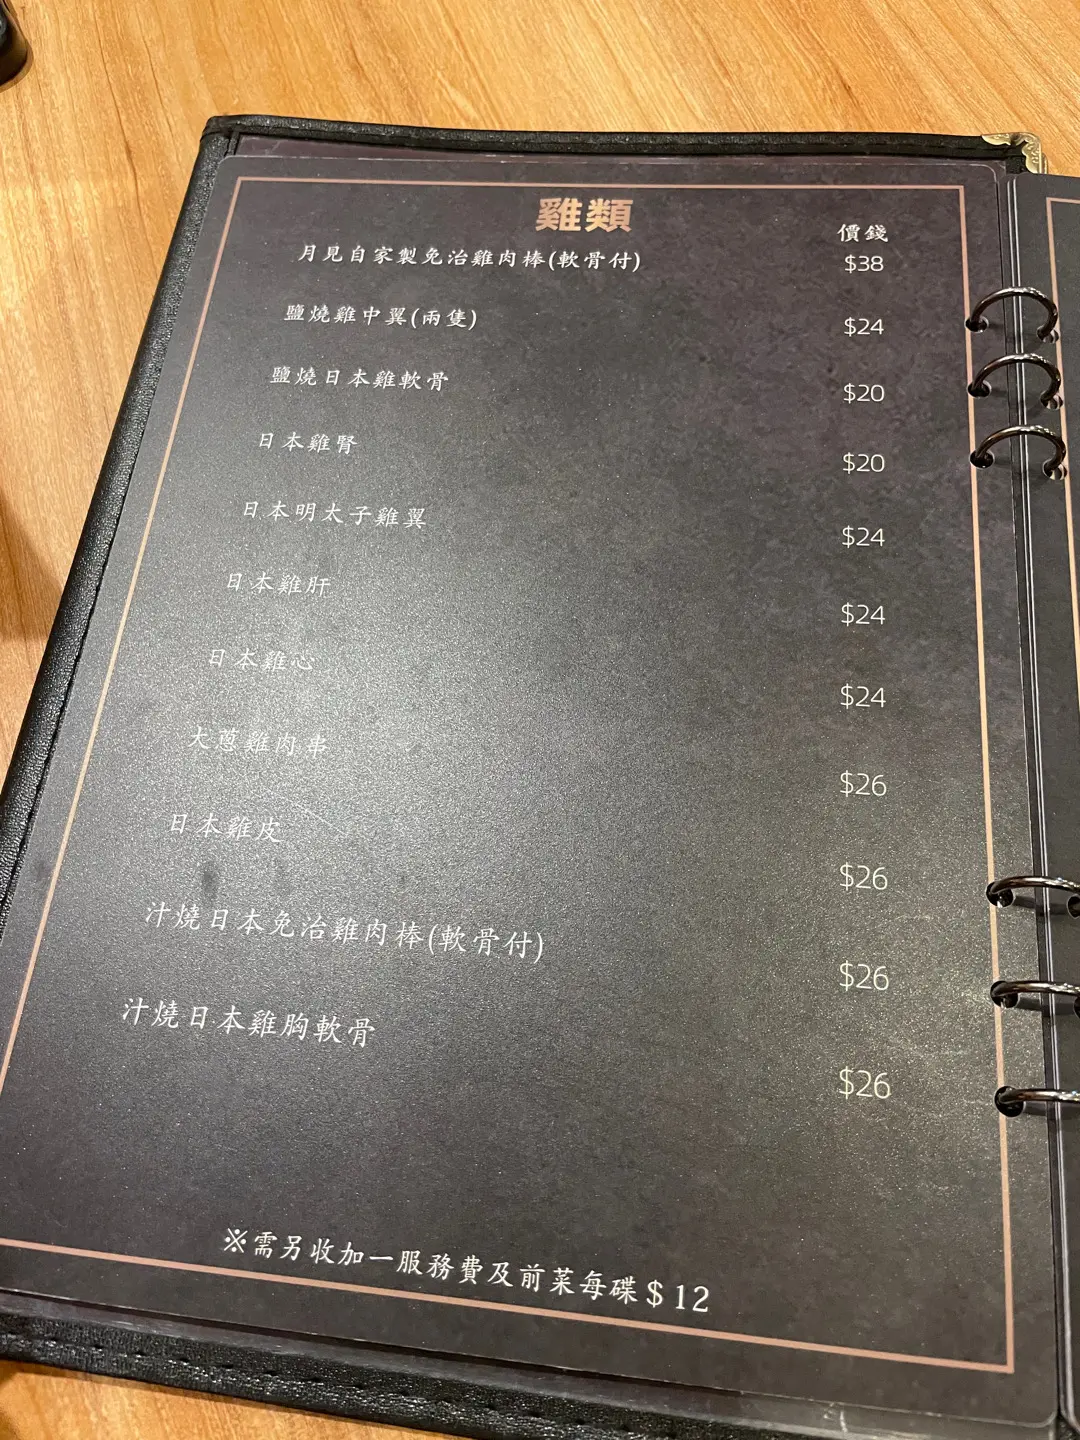 雞類
價錢
月見自家製免治雞肉棒(軟骨付) $38
鹽燒雞中翼(兩隻) $24
鹽燒日本雞軟骨 $20
日本雞腎 $20
日本明太子雞翼 $24
日本雞肝 $24
日本雞心 $24
大蔥雞肉串 $26
日本雞皮 $26
汁燒日本免治雞肉棒(軟骨付) $26
汁燒日本雞胸軟骨 $26
※需另收加一服務費及前菜每碟$12